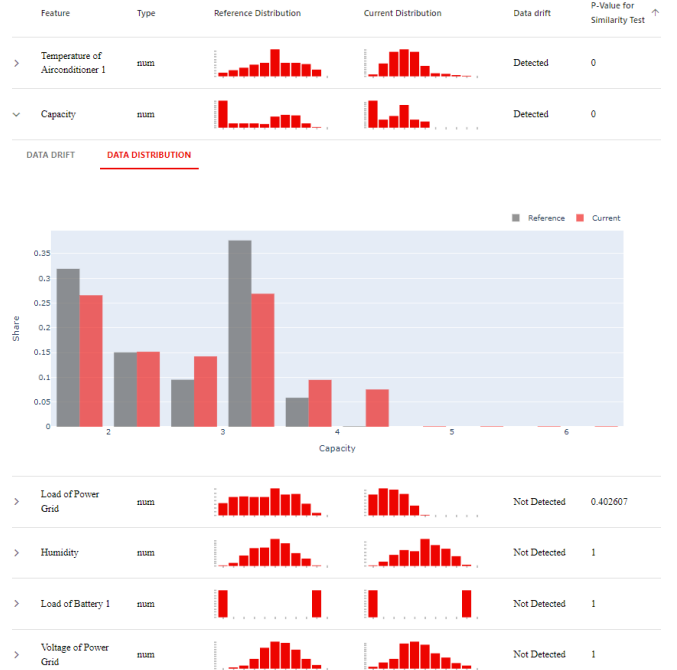 Feature Type Reference Distribution Current Distribution Data drift P-Value for Similarity Test
Temperature of Airconditioner 1 num Detected 0
Capacity num Detected 0
DATA DRIFT DATA DISTRIBUTION
Reference Current
0.35
0.3
0.25
0.2
0.15
0.1
0.05
0
Share
2 3 4 5 6
Capacity
Load of Power Grid num Not Detected 0.402607
Humidity num Not Detected 1
Load of Battery 1 num Not Detected 1
Voltage of Power Grid num Not Detected 1